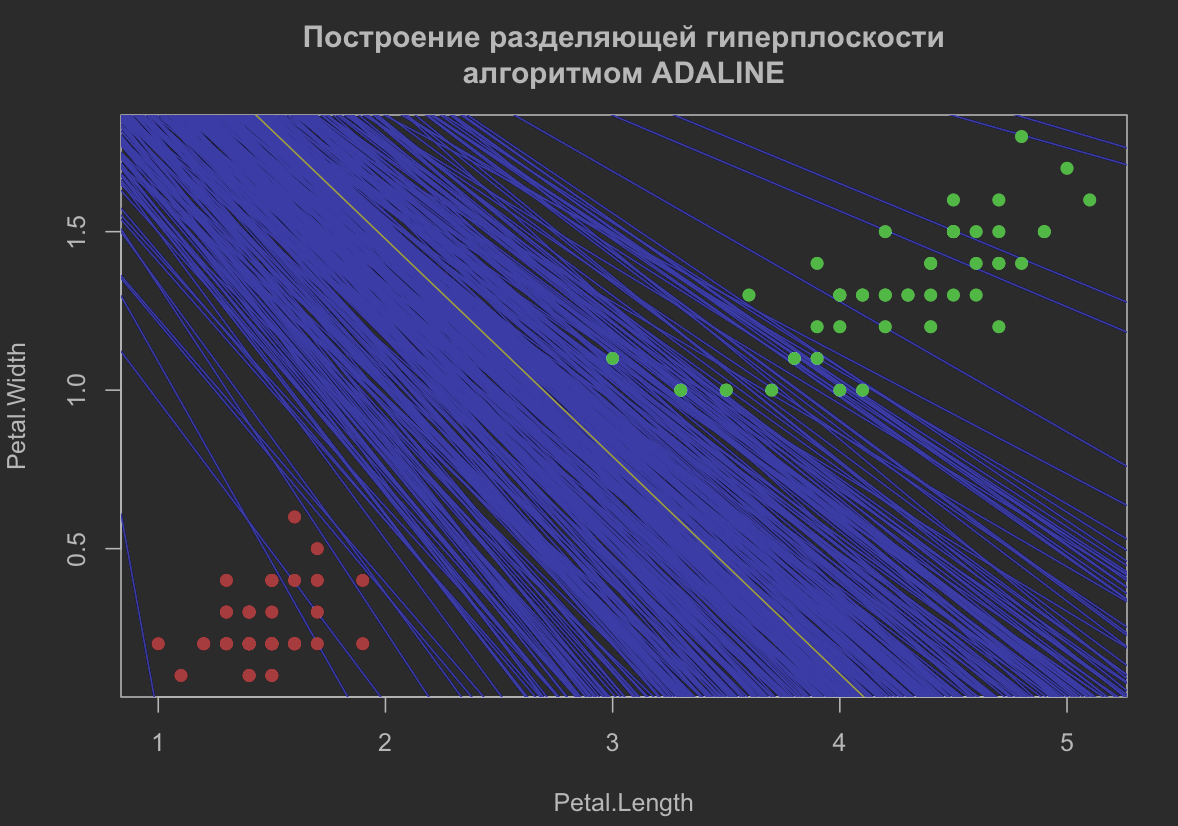 Построение разделяющей гиперплоскости
алгоритмом ADALINE
1.5
1.0
0.5
Petal.Width
1 2 3 4 5
Petal.Length